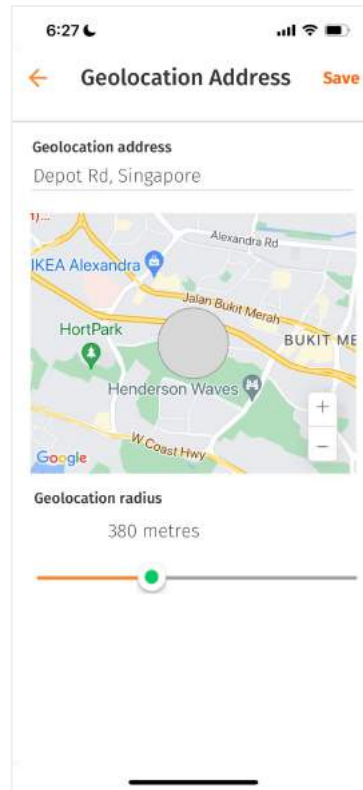 6:27
Geolocation Address
Save
Geolocation address
Depot Rd, Singapore
Alexandra Rd
IKEA Alexandra
Jalan Bukit Merah
HortPark
BUKIT ME
Henderson Waves
W Coast Hwy
Google
+
−
Geolocation radius
380 metres